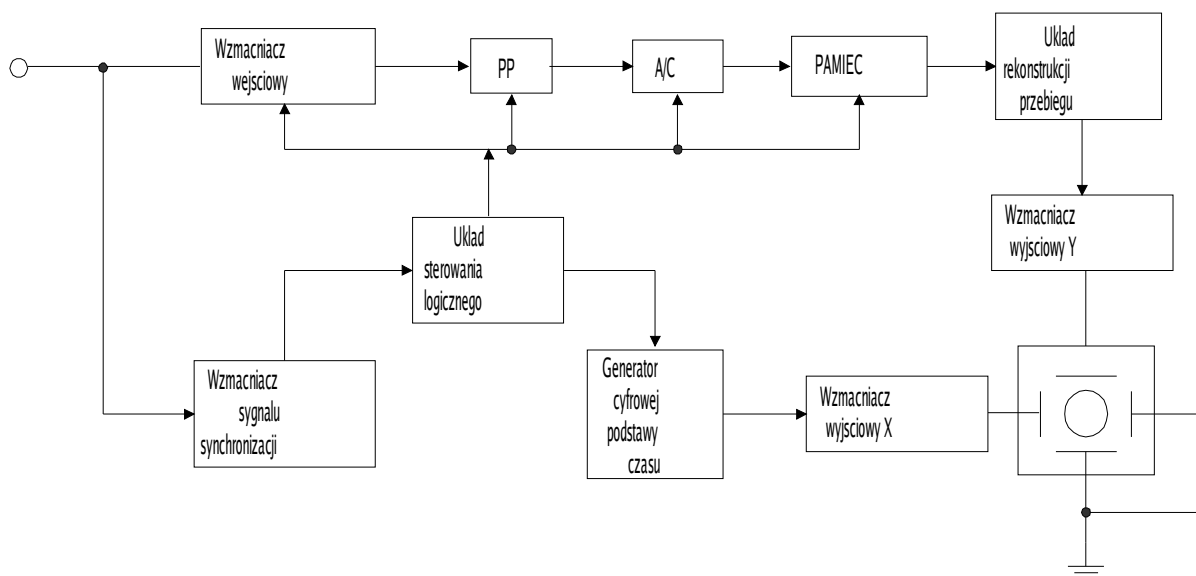 Wzmacniacz
wejsciowy
PP
A/C
PAMIEC
Uklad
rekonstrukcji
przebiegu
Wzmacniacz
wyjsciowy Y
Uklad
sterowania
logicznego
Wzmacniacz
sygnalu
synchronizacji
Generator
cyfrowej
podstawy
czasu
Wzmacniacz
wyjsciowy X